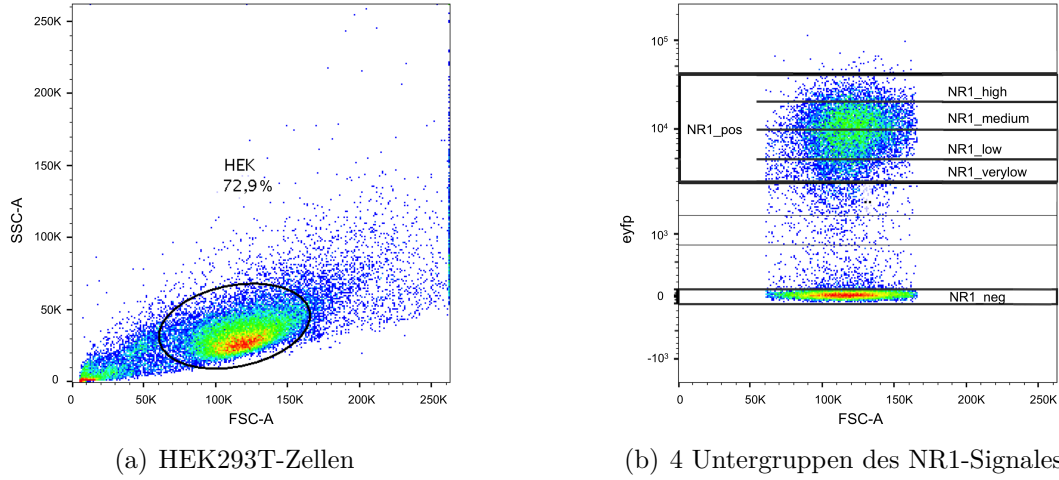 250K
200K
150K
100K
50K
0
SSC-A
HEK
72,9%
0 50K 100K 150K 200K 250K
FSC-A
(a) HEK293T-Zellen
10⁵
10⁴
10³
0
-10³
eyfp
NR1_pos
NR1_high
NR1_medium
NR1_low
NR1_verylow
NR1_neg
0 50K 100K 150K 200K 250K
FSC-A
(b) 4 Untergruppen des NR1-Signales